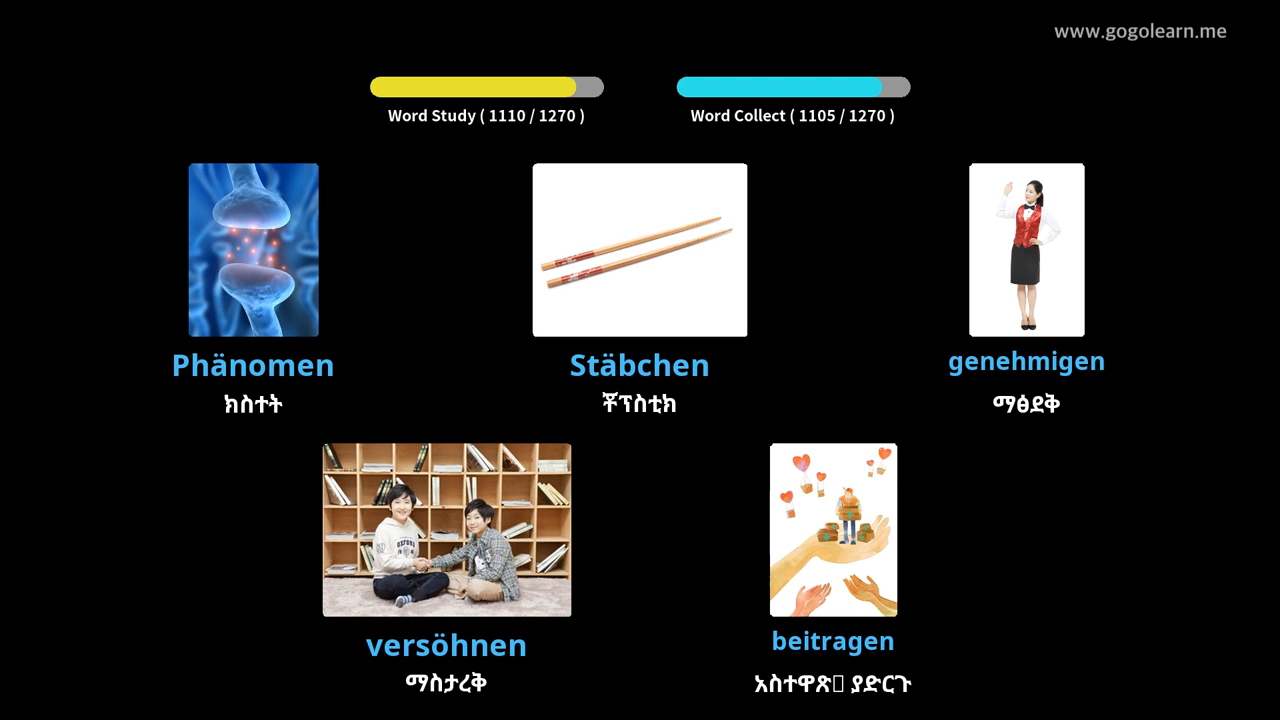 www.gogolearn.me
Word Study ( 1110 / 1270 )
Word Collect ( 1105 / 1270 )
Phänomen
ክስተት
Stäbchen
ቾፕስቲክ
genehmigen
ማፅደቅ
versöhnen
ማስታረቅ
beitragen
ያድርጉ